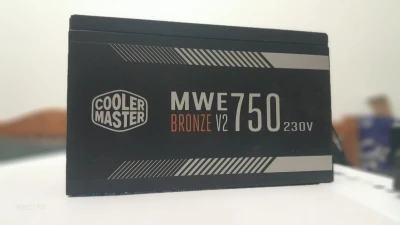 COOLER
MASTER
MWE 750
BRONZE V2
230V